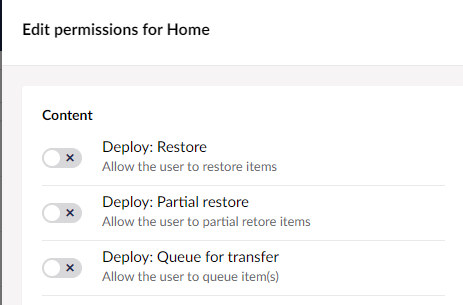 Edit permissions for Home
Content
Deploy: Restore
Allow the user to restore items
Deploy: Partial restore
Allow the user to partial retore items
Deploy: Queue for transfer
Allow the user to queue item(s)